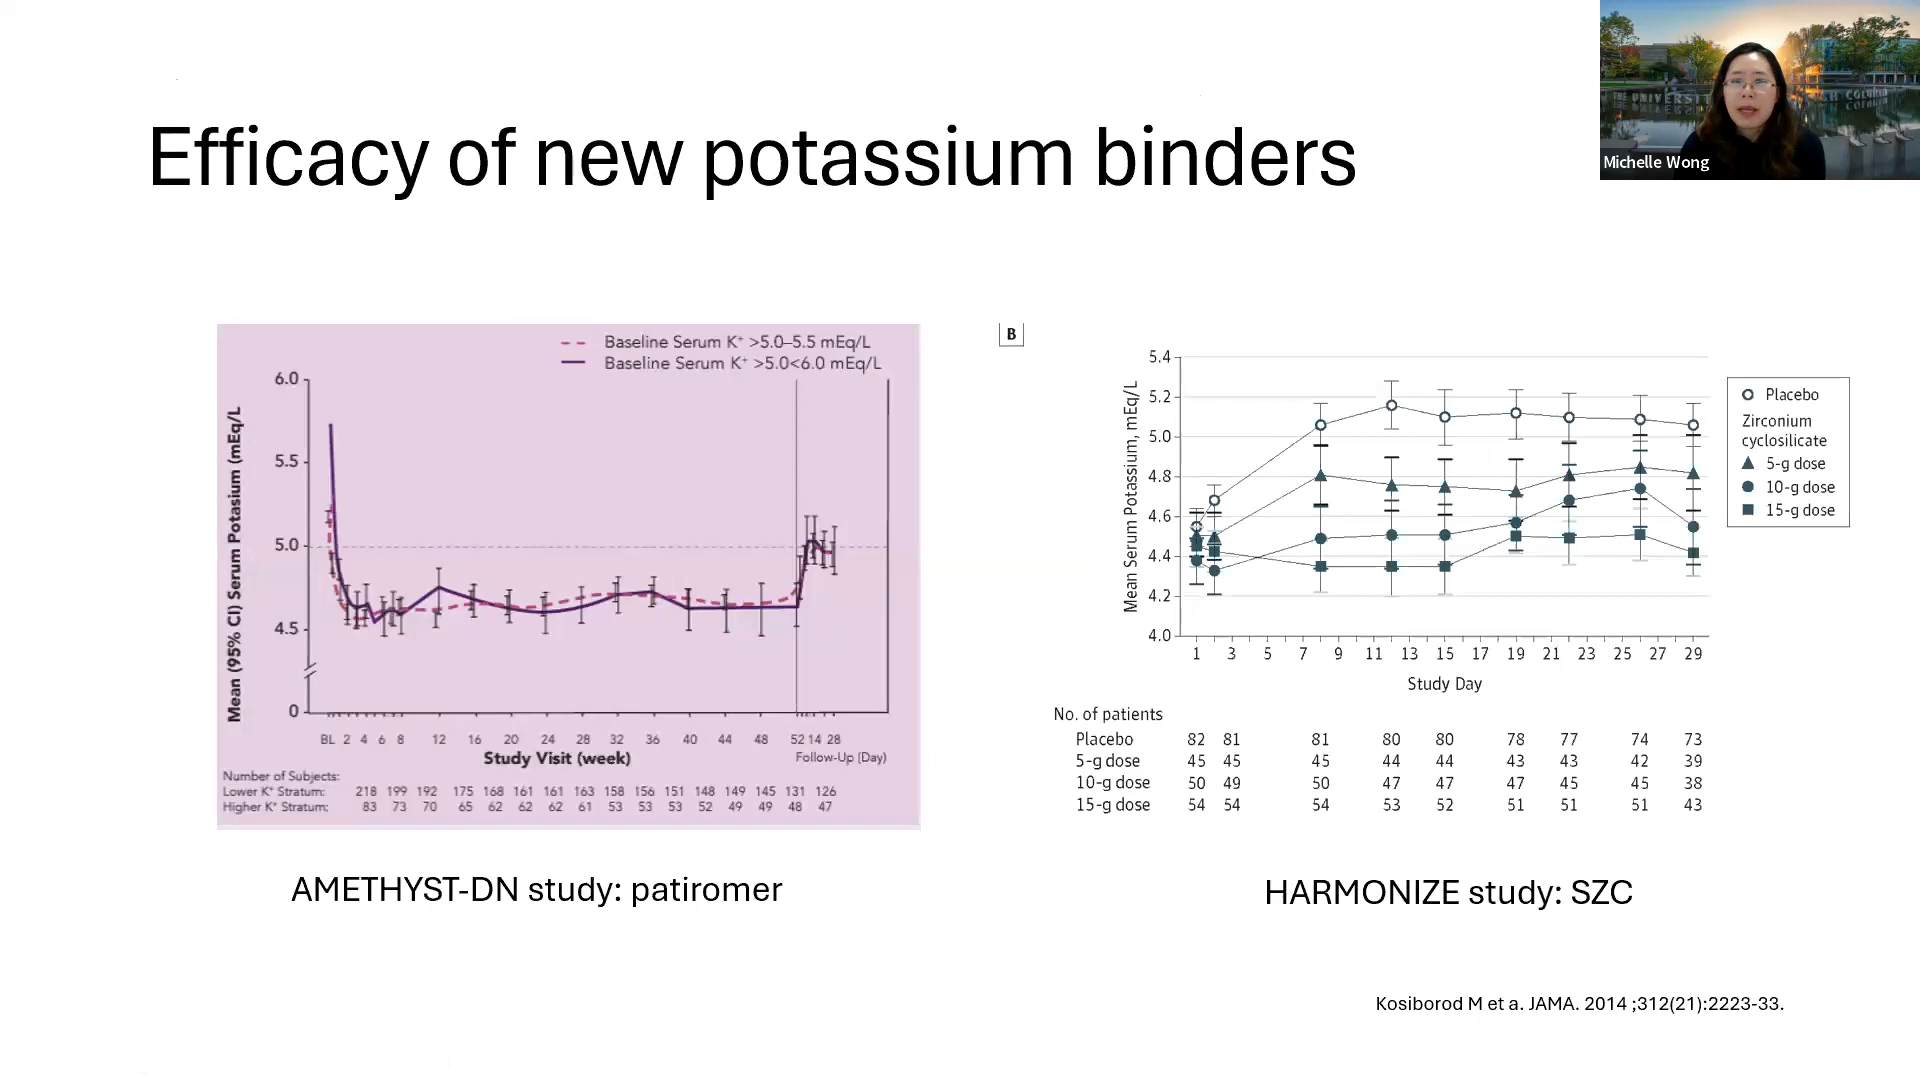 Efficacy of new potassium binders
Michelle Wong
Baseline Serum K⁺ >5.0–5.5 mEq/L
Baseline Serum K⁺ >5.0<6.0 mEq/L
Mean (95% CI) Serum Potasium (mEq/L
6.0
5.5
5.0
4.5
0
BL 2 4 6 8 12 16 20 24 28 32 36 40 44 48 52 14 28
Study Visit (week)
Follow-Up (Day)
Number of Subjects:
Lower K⁺ Stratum: 218 199 192 175 168 161 161 163 158 156 151 148 149 145 131 126
Higher K⁺ Stratum: 83 73 70 65 62 62 62 61 53 53 53 52 49 49 48 47
AMETHYST-DN study: patiromer
B
Mean Serum Potassium, mEq/L
5.4
5.2
5.0
4.8
4.6
4.4
4.2
4.0
1 3 5 7 9 11 13 15 17 19 21 23 25 27 29
Study Day
Placebo
Zirconium
cyclosilicate
5-g dose
10-g dose
15-g dose
No. of patients
Placebo 82 81 81 80 80 78 77 74 73
5-g dose 45 45 45 44 44 43 43 42 39
10-g dose 50 49 50 47 47 47 45 45 38
15-g dose 54 54 54 53 52 51 51 51 43
HARMONIZE study: SZC
Kosiborod M et a. JAMA. 2014 ;312(21):2223-33.